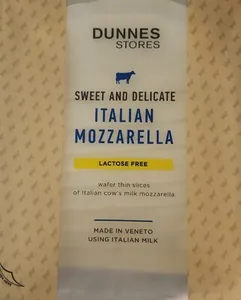 DUNNES
STORES
SWEET AND DELICATE
ITALIAN
MOZZARELLA
LACTOSE FREE
wafer thin slices
of Italian cow's milk mozzarella
MADE IN VENETO
USING ITALIAN MILK